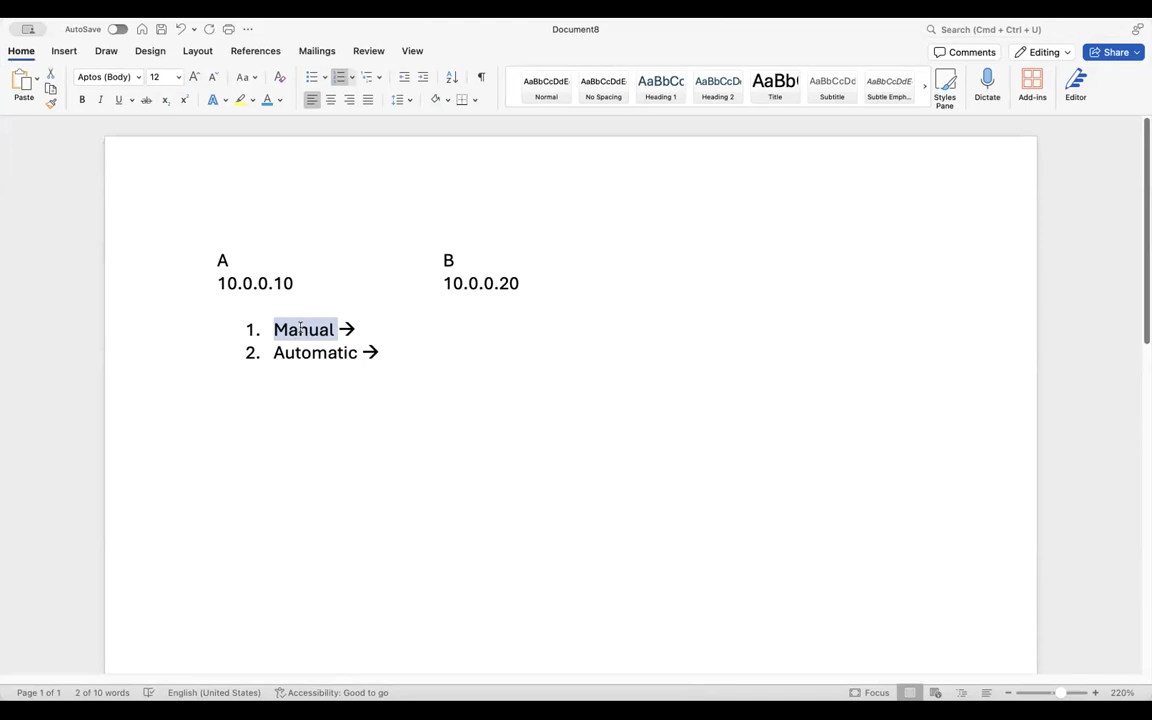 AutoSave
Document8
Search (Cmd + Ctrl + U)
Home Insert Draw Design Layout References Mailings Review View
Comments Editing Share
Paste
Aptos (Body) 12
AaBbCcDdE Normal
AaBbCcDdE No Spacing
AaBbCc Heading 1
AaBbCcD Heading 2
AaBb Title
AaBbCcDdE Subtitle
AaBbCcDdE Subtle Emph...
Styles Pane
Dictate
Add-ins
Editor
A B
10.0.0.10 10.0.0.20
1. Manual →
2. Automatic →
Page 1 of 1 2 of 10 words English (United States) Accessibility: Good to go Focus 220%